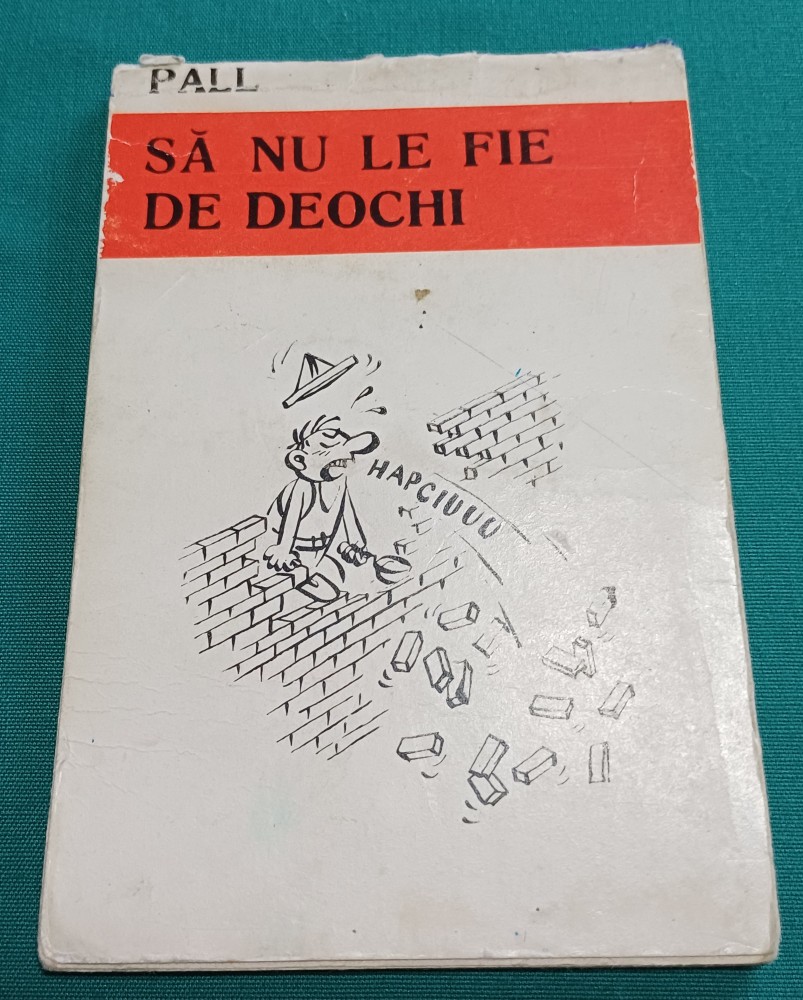 PALL
SĂ NU LE FIE
DE DEOCHI
HAPCIUUU